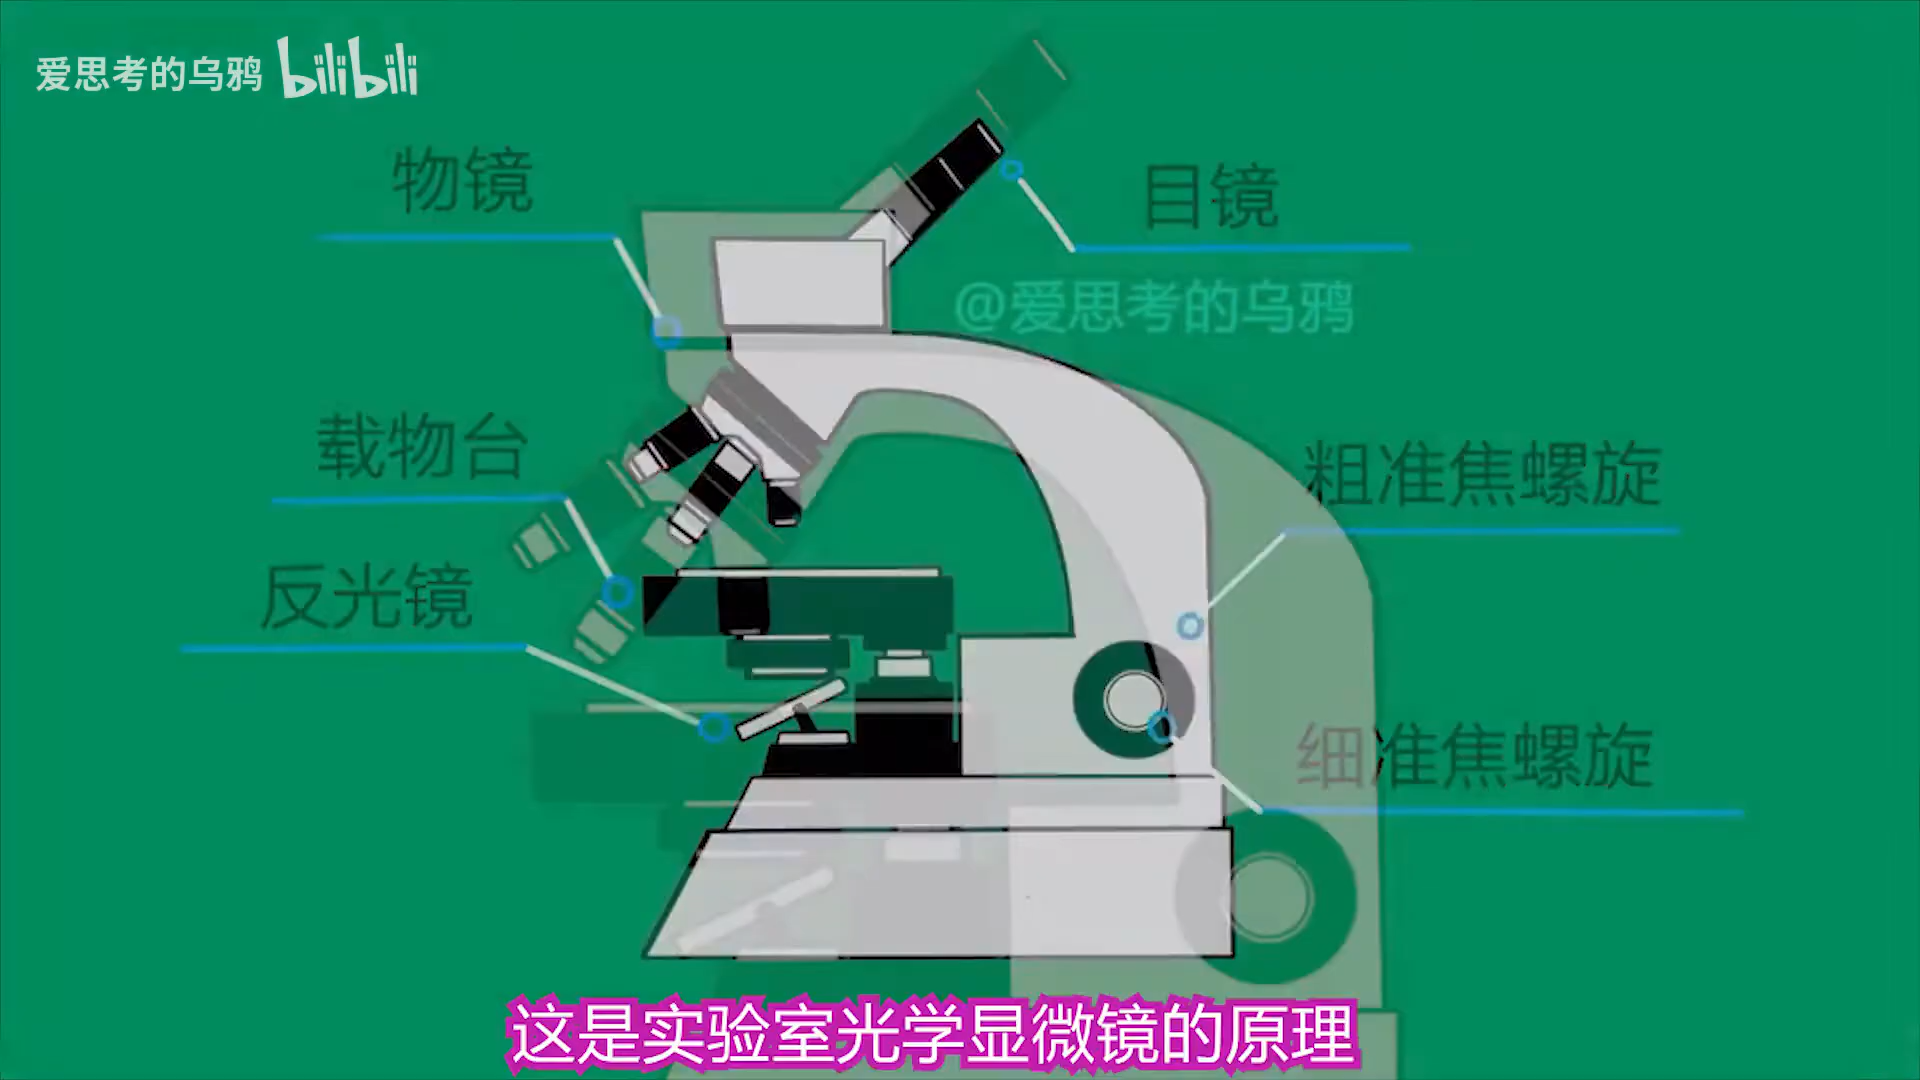 爱思考的乌鸦 bilibili
物镜
目镜
@爱思考的乌鸦
载物台
粗准焦螺旋
反光镜
细准焦螺旋
这是实验室光学显微镜的原理